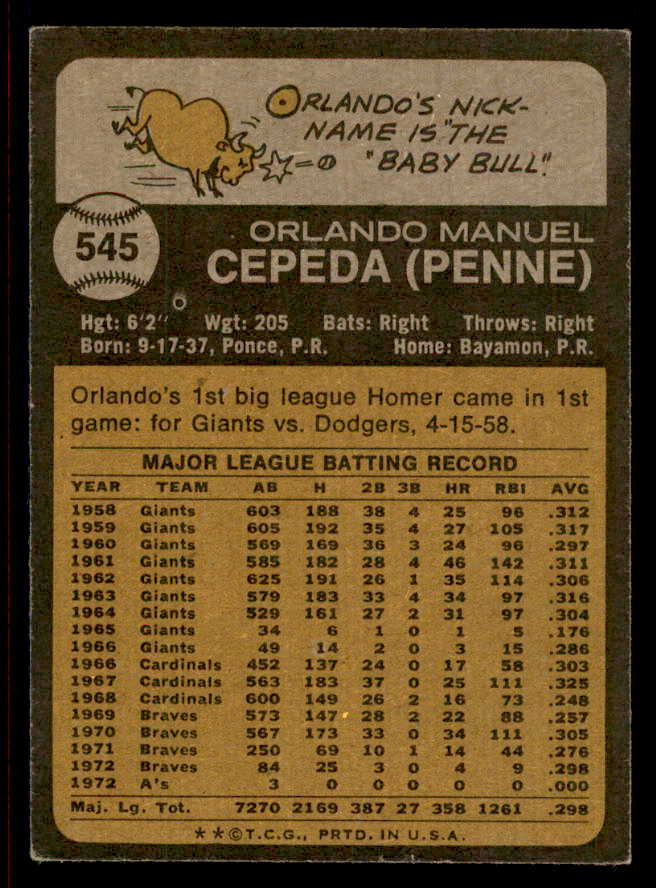 ORLANDO'S NICK-
NAME IS "THE
"BABY BULL".
545
ORLANDO MANUEL
CEPEDA (PENNE)
Hgt: 6'2" Wgt: 205 Bats: Right Throws: Right
Born: 9-17-37, Ponce, P.R. Home: Bayamon, P.R.
Orlando's 1st big league Homer came in 1st
game: for Giants vs. Dodgers, 4-15-58.
MAJOR LEAGUE BATTING RECORD
YEAR TEAM AB H 2B 3B HR RBI AVG
1958 Giants 603 188 38 4 25 96 .312
1959 Giants 605 192 35 4 27 105 .317
1960 Giants 569 169 36 3 24 96 .297
1961 Giants 585 182 28 4 46 142 .311
1962 Giants 625 191 26 1 35 114 .306
1963 Giants 579 183 33 4 34 97 .316
1964 Giants 529 161 27 2 31 97 .304
1965 Giants 34 6 1 0 1 5 .176
1966 Giants 49 14 2 0 3 15 .286
1966 Cardinals 452 137 24 0 17 58 .303
1967 Cardinals 563 183 37 0 25 111 .325
1968 Cardinals 600 149 26 2 16 73 .248
1969 Braves 573 147 28 2 22 88 .257
1970 Braves 567 173 33 0 34 111 .305
1971 Braves 250 69 10 1 14 44 .276
1972 Braves 84 25 3 0 4 9 .298
1972 A's 3 0 0 0 0 0 .000
Maj. Lg. Tot. 7270 2169 387 27 358 1261 .298
**©T.C.G., PRTD. IN U.S.A.